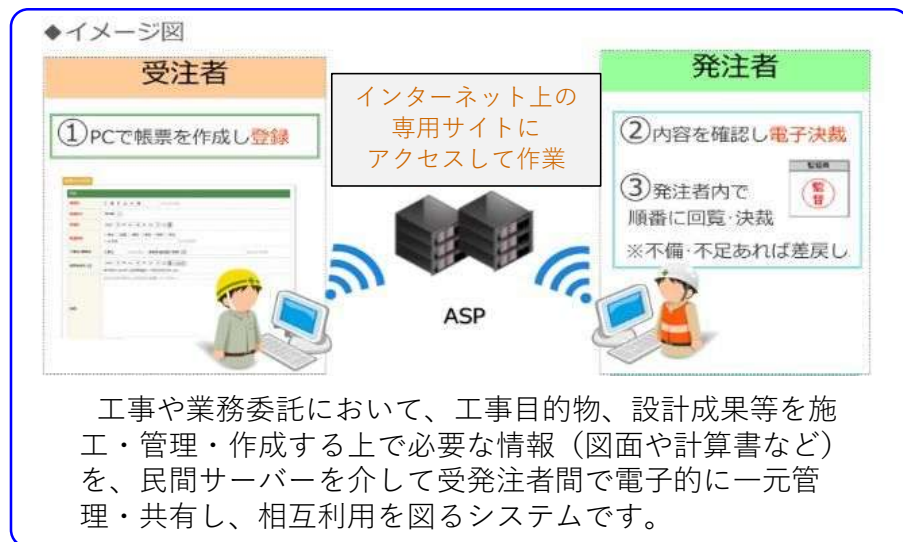 ◆イメージ図
受注者
①PCで帳票を作成し登録
インターネット上の
専用サイトに
アクセスして作業
ASP
発注者
②内容を確認し電子決裁
③発注者内で
順番に回覧・決裁
※不備・不足あれば差戻し
監督
工事や業務委託において、工事目的物、設計成果等を施
工・管理・作成する上で必要な情報（図面や計算書など）
を、民間サーバーを介して受発注者間で電子的に一元管
理・共有し、相互利用を図るシステムです。